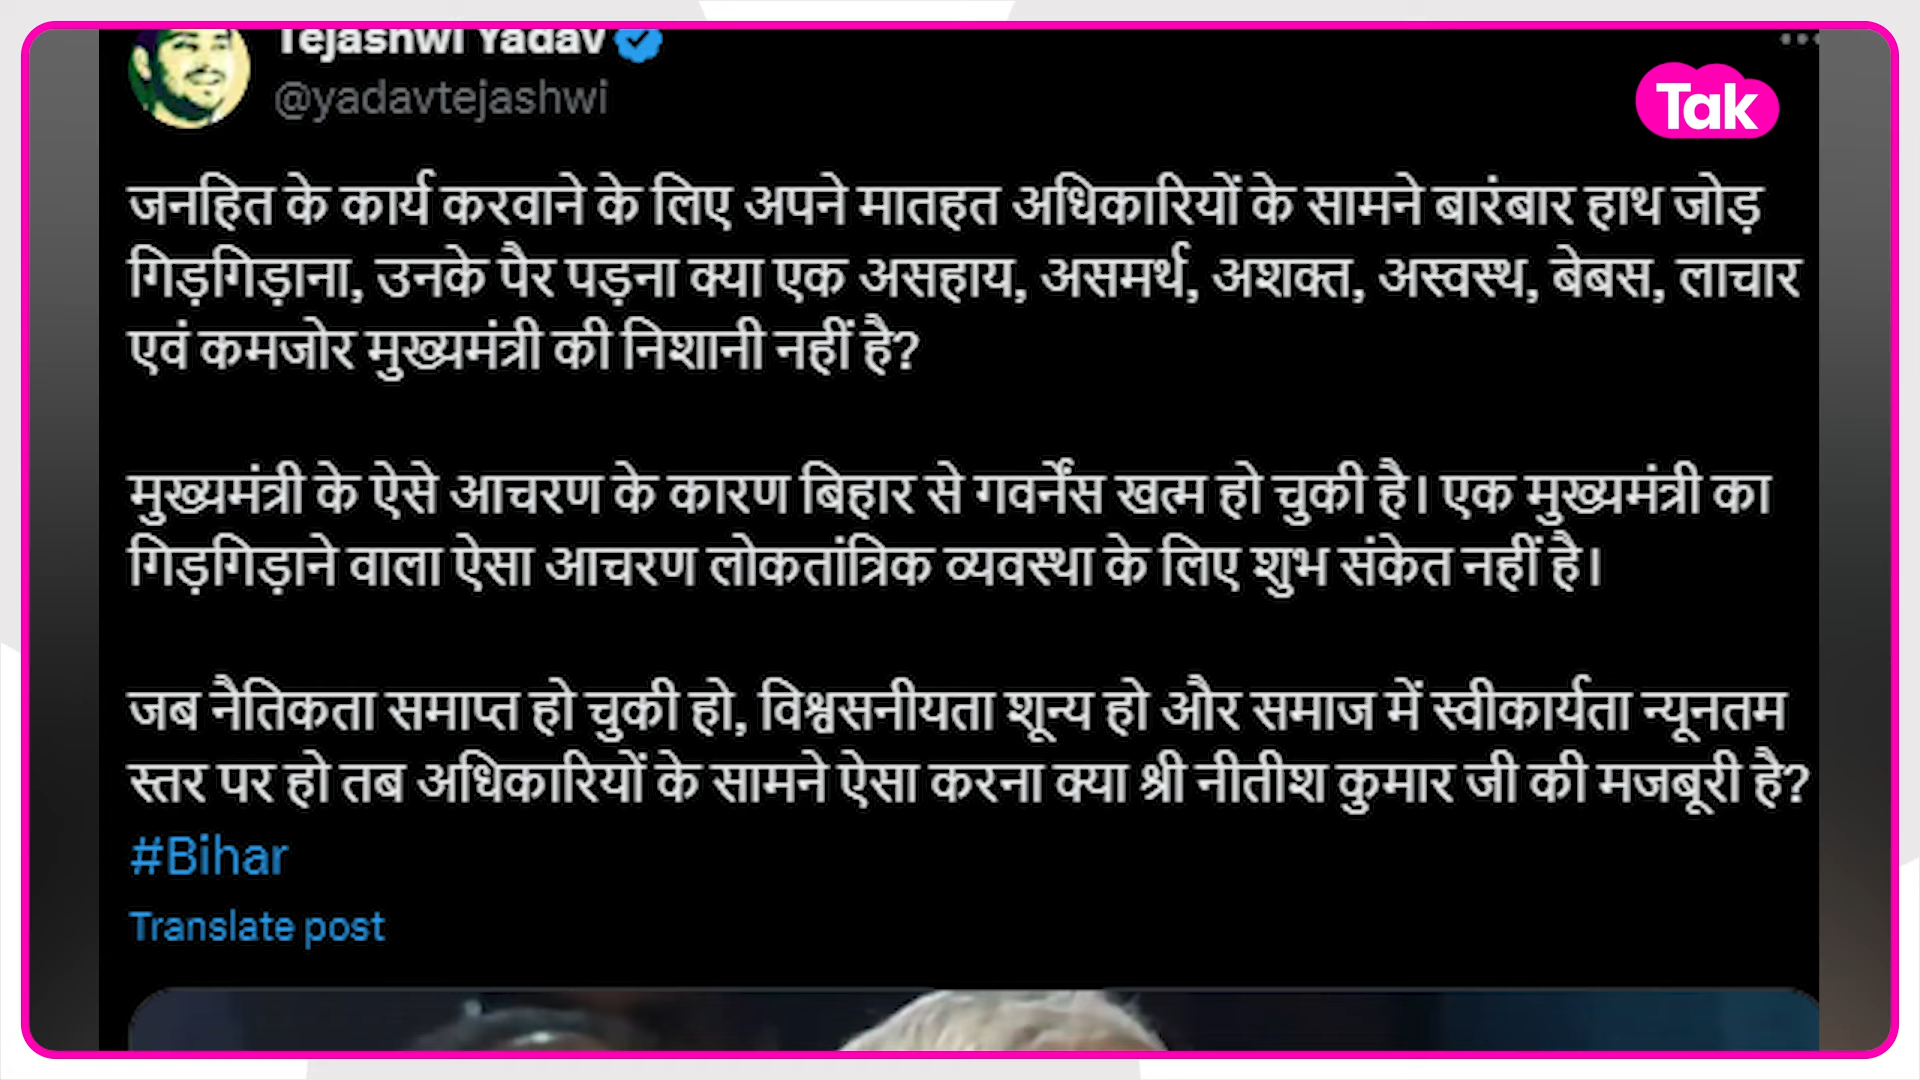 Tejashwi Yadav
@yadavtejashwi
Tak
जनहित के कार्य करवाने के लिए अपने मातहत अधिकारियों के सामने बारंबार हाथ जोड़
गिड़गिड़ाना, उनके पैर पड़ना क्या एक असहाय, असमर्थ, अशक्त, अस्वस्थ, बेबस, लाचार
एवं कमजोर मुख्यमंत्री की निशानी नहीं है?
मुख्यमंत्री के ऐसे आचरण के कारण बिहार से गवर्नेंस खत्म हो चुकी है। एक मुख्यमंत्री का
गिड़गिड़ाने वाला ऐसा आचरण लोकतांत्रिक व्यवस्था के लिए शुभ संकेत नहीं है।
जब नैतिकता समाप्त हो चुकी हो, विश्वसनीयता शून्य हो और समाज में स्वीकार्यता न्यूनतम
स्तर पर हो तब अधिकारियों के सामने ऐसा करना क्या श्री नीतीश कुमार जी की मजबूरी है?
#Bihar
Translate post